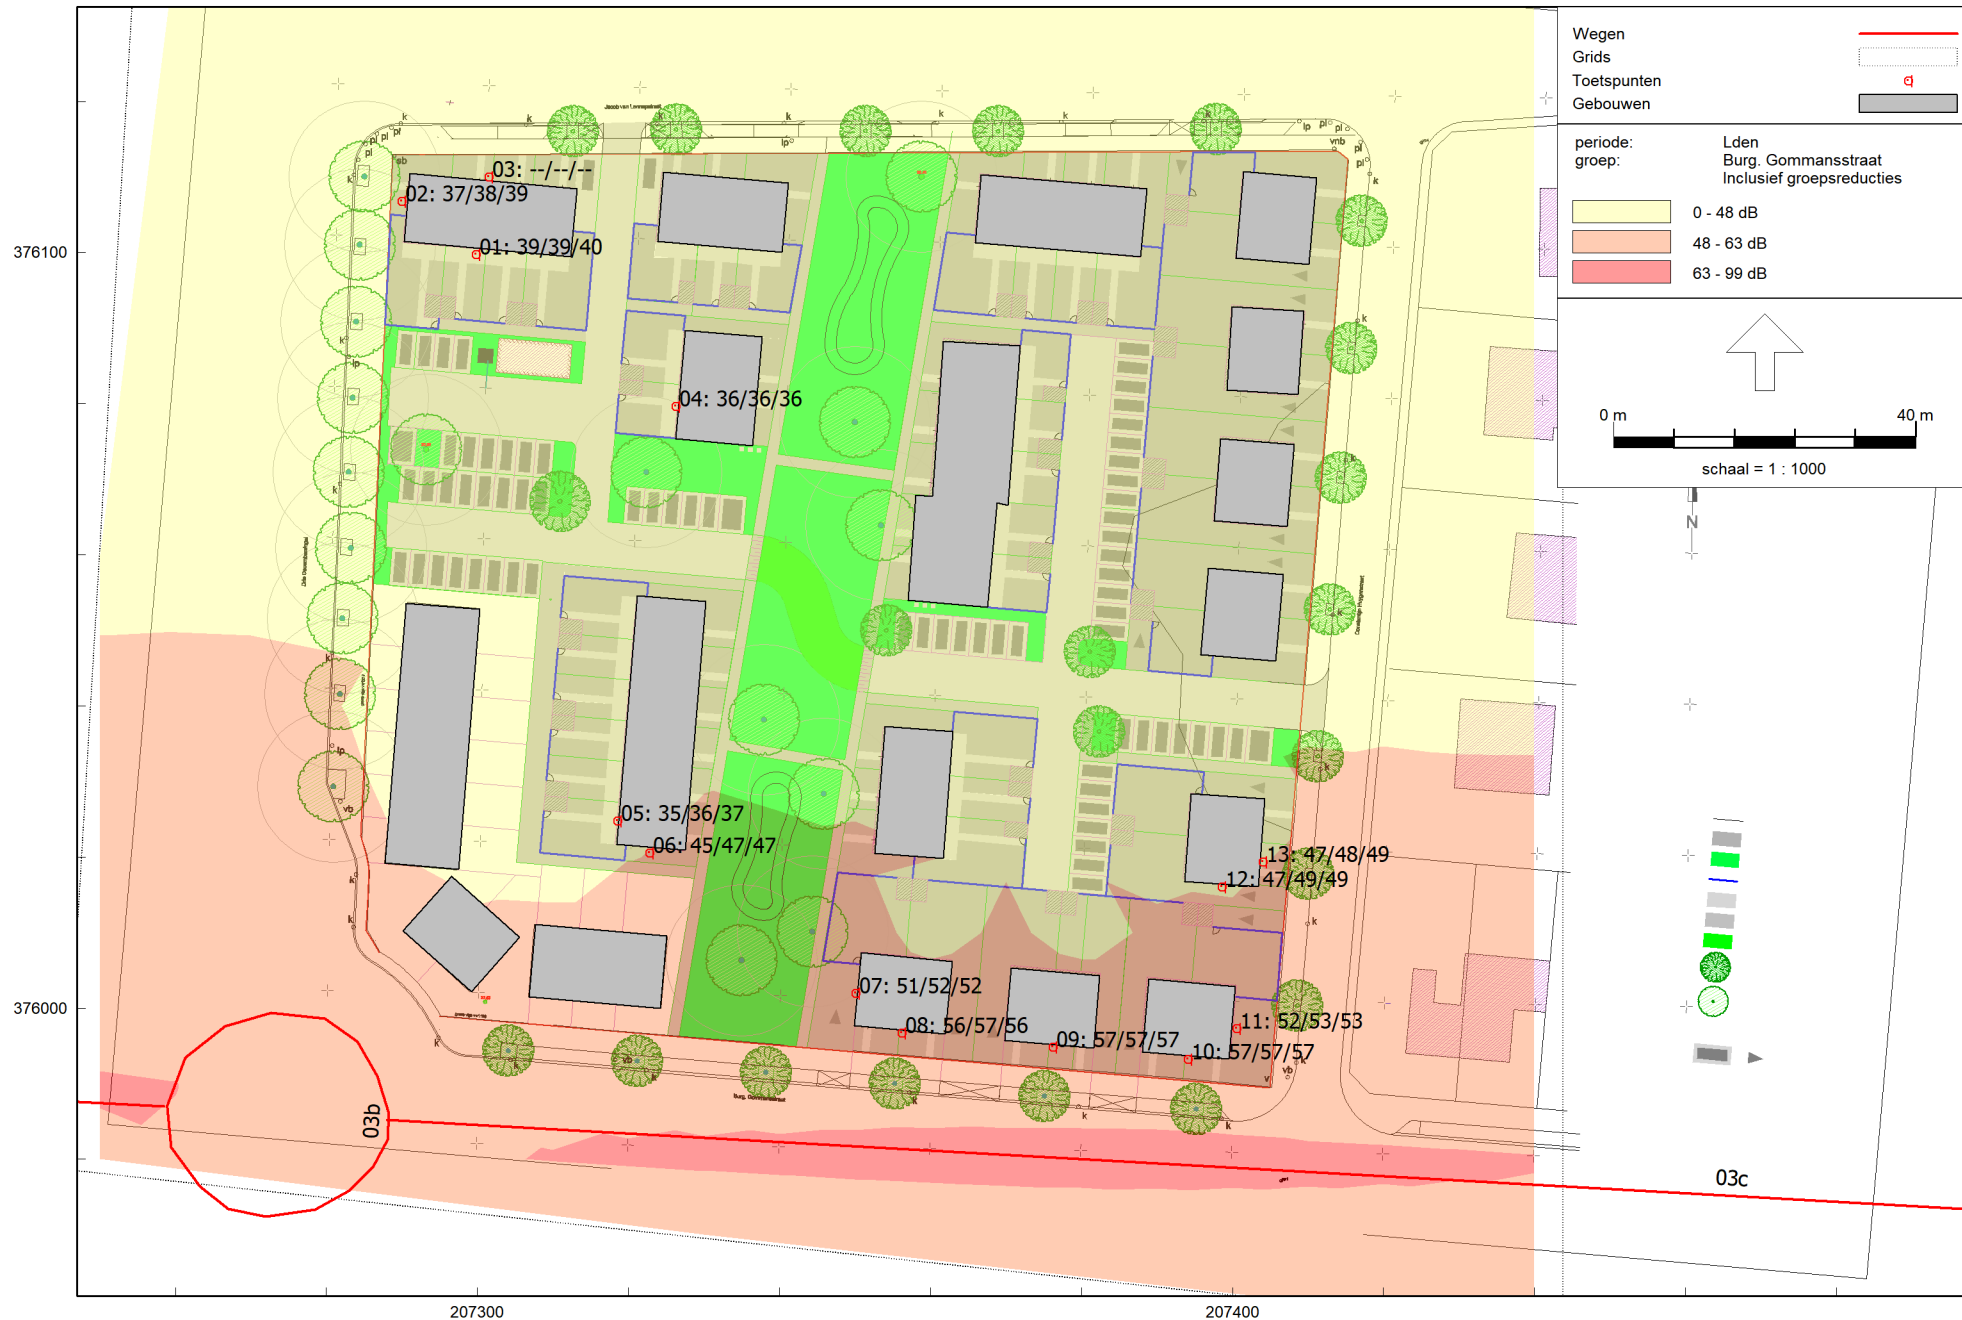 Wegen
Grids
Toetspunten
Gebouwen
periode: Lden
groep: Burg. Gommansstraat
Inclusief groepsreducties
0 - 48 dB
48 - 63 dB
63 - 99 dB
0 m 40 m
schaal = 1 : 1000
N
03: --/--/--
02: 37/38/39
01: 39/39/40
04: 36/36/36
05: 35/36/37
06: 45/47/47
13: 47/48/49
12: 47/49/49
07: 51/52/52
08: 56/57/56
09: 57/57/57
11: 52/53/53
10: 57/57/57
03b
03c
Burg. Gommansstraat
376100
376000
207300
207400